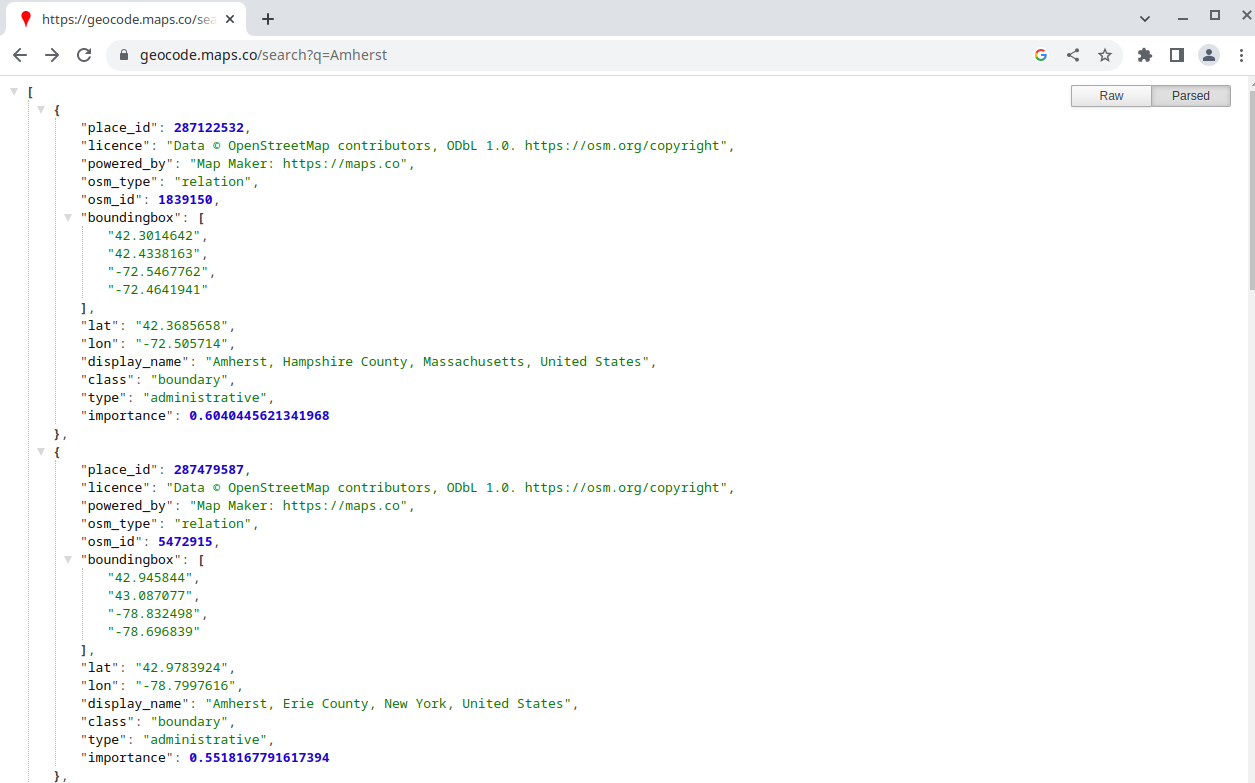 https://geocode.maps.co/sea
geocode.maps.co/search?q=Amherst
Raw Parsed
[
{
"place_id": 287122532,
"licence": "Data © OpenStreetMap contributors, ODbL 1.0. https://osm.org/copyright",
"powered_by": "Map Maker: https://maps.co",
"osm_type": "relation",
"osm_id": 1839150,
"boundingbox": [
"42.3014642",
"42.4338163",
"-72.5467762",
"-72.4641941"
],
"lat": "42.3685658",
"lon": "-72.505714",
"display_name": "Amherst, Hampshire County, Massachusetts, United States",
"class": "boundary",
"type": "administrative",
"importance": 0.6040445621341968
},
{
"place_id": 287479587,
"licence": "Data © OpenStreetMap contributors, ODbL 1.0. https://osm.org/copyright",
"powered_by": "Map Maker: https://maps.co",
"osm_type": "relation",
"osm_id": 5472915,
"boundingbox": [
"42.945844",
"43.087077",
"-78.832498",
"-78.696839"
],
"lat": "42.9783924",
"lon": "-78.7997616",
"display_name": "Amherst, Erie County, New York, United States",
"class": "boundary",
"type": "administrative",
"importance": 0.5518167791617394
},